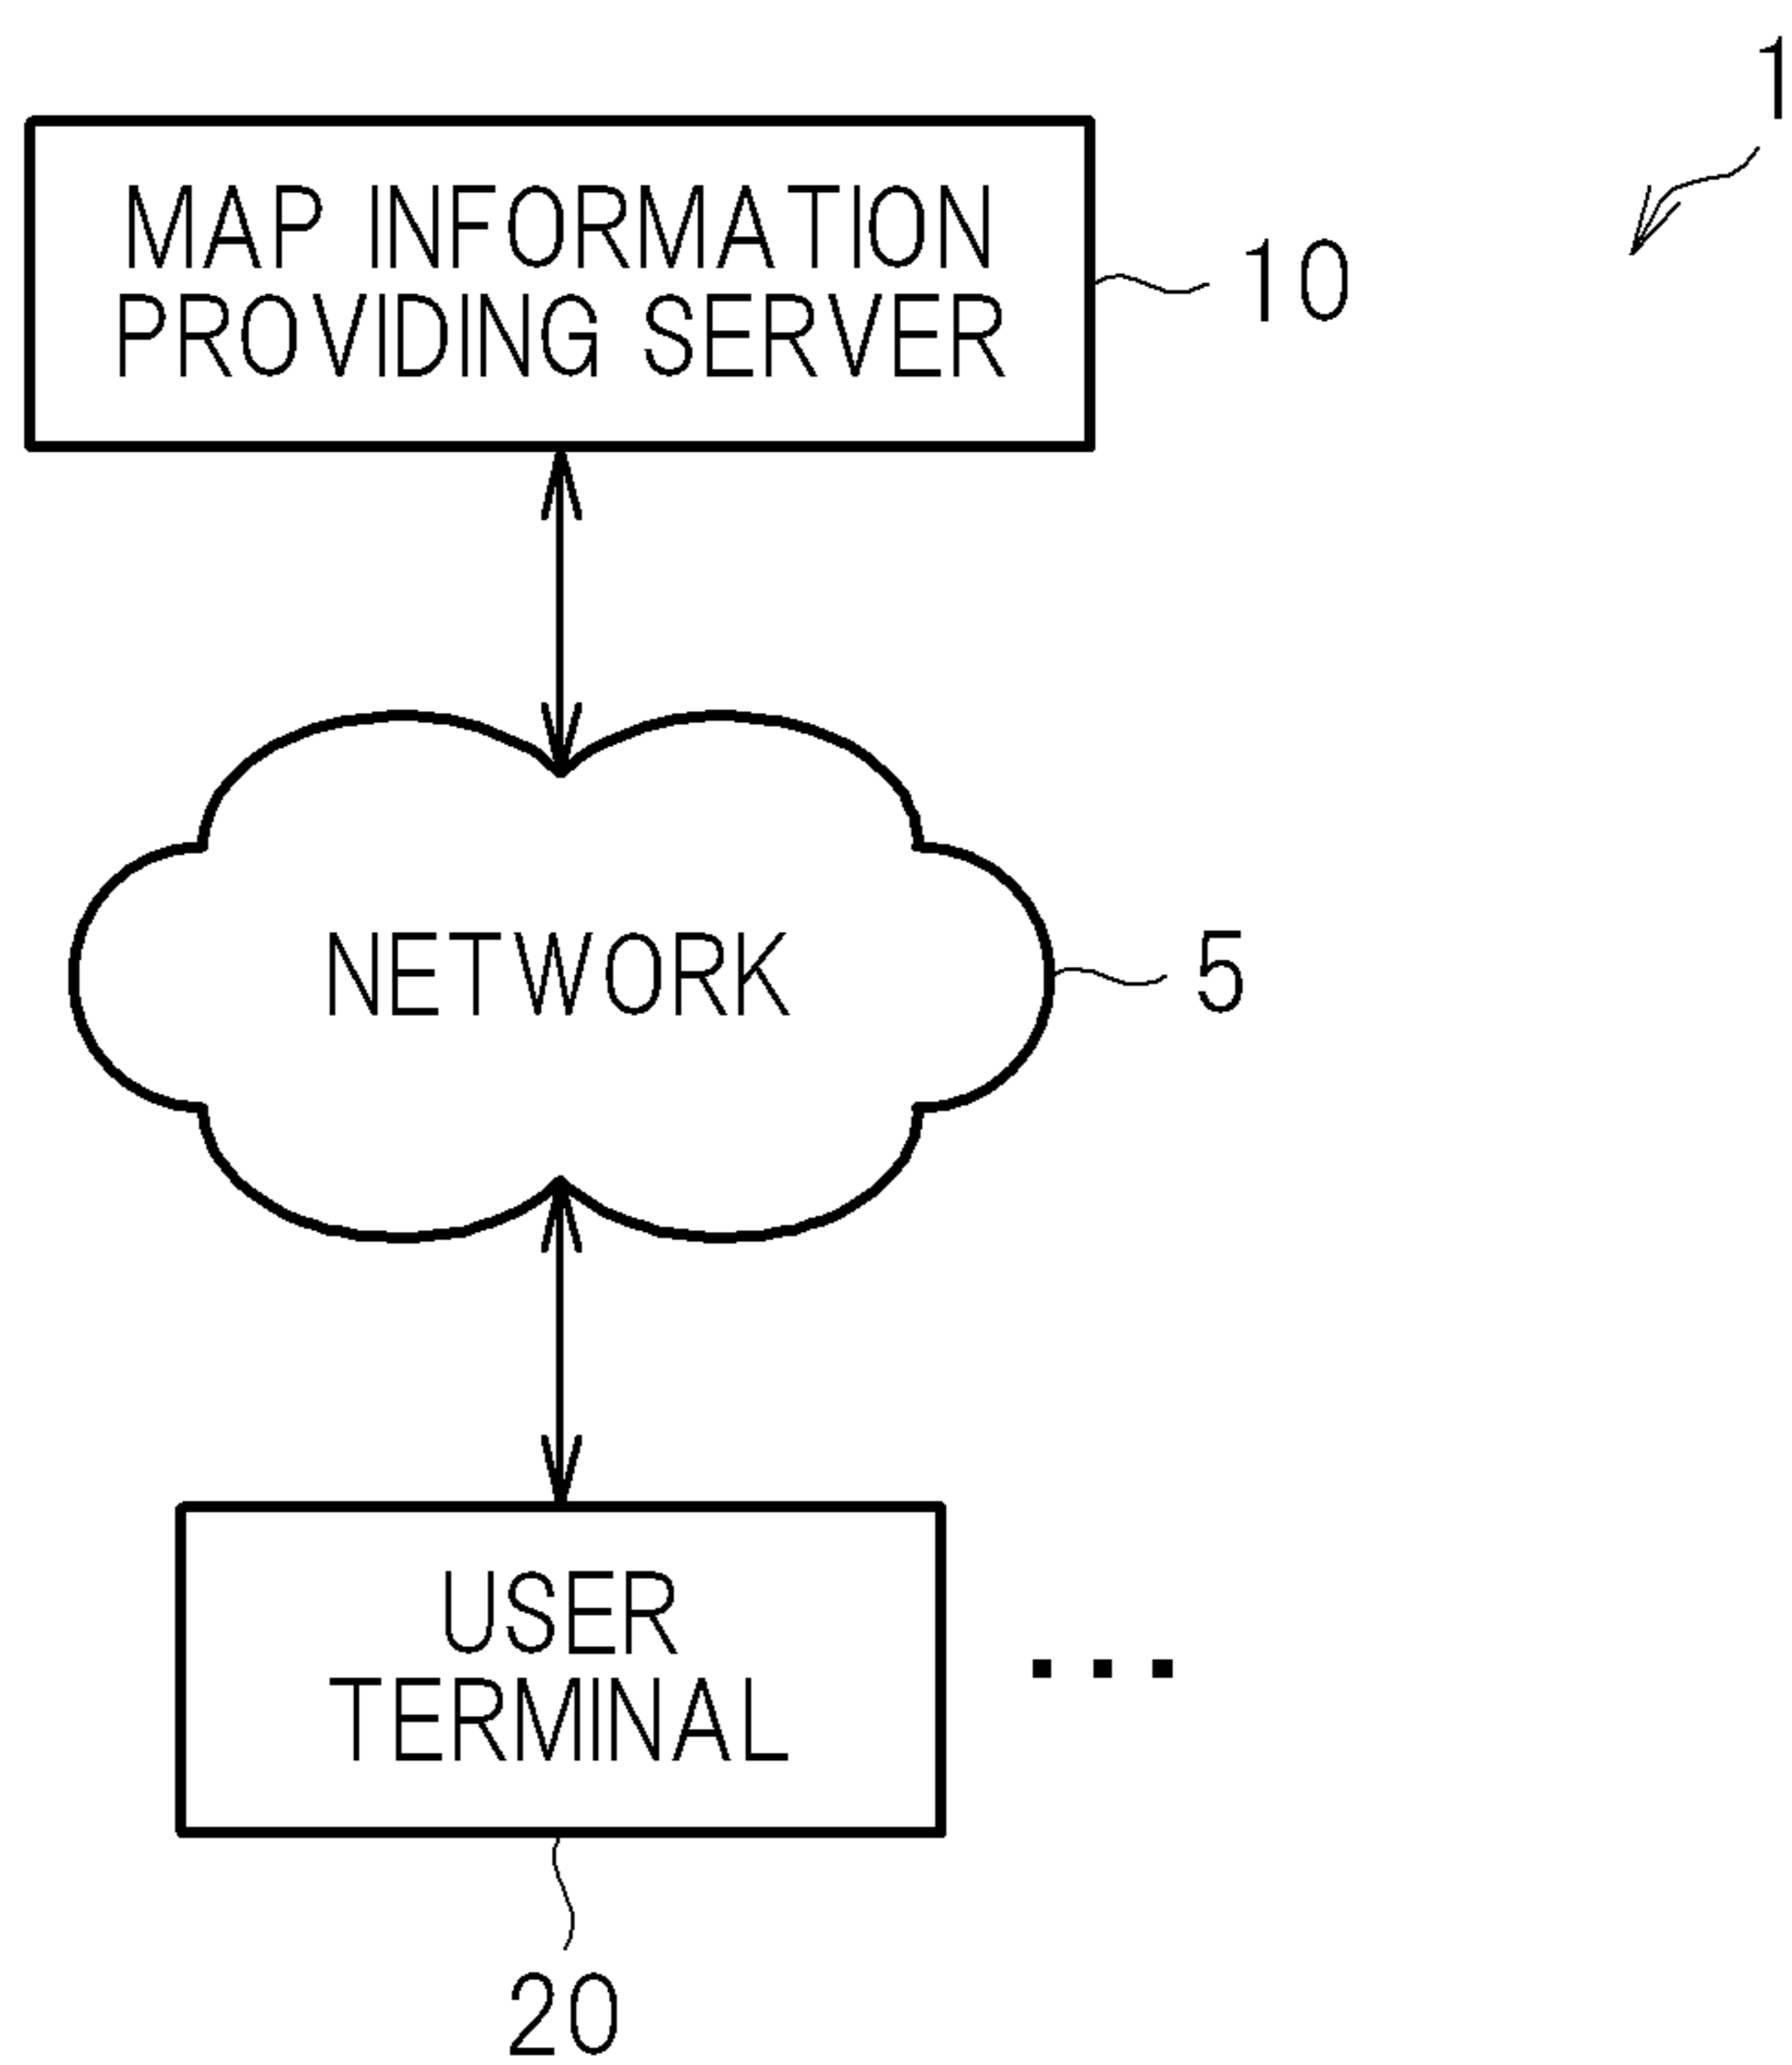 1
MAP INFORMATION
PROVIDING SERVER
10
NETWORK
5
USER
TERMINAL
...
20